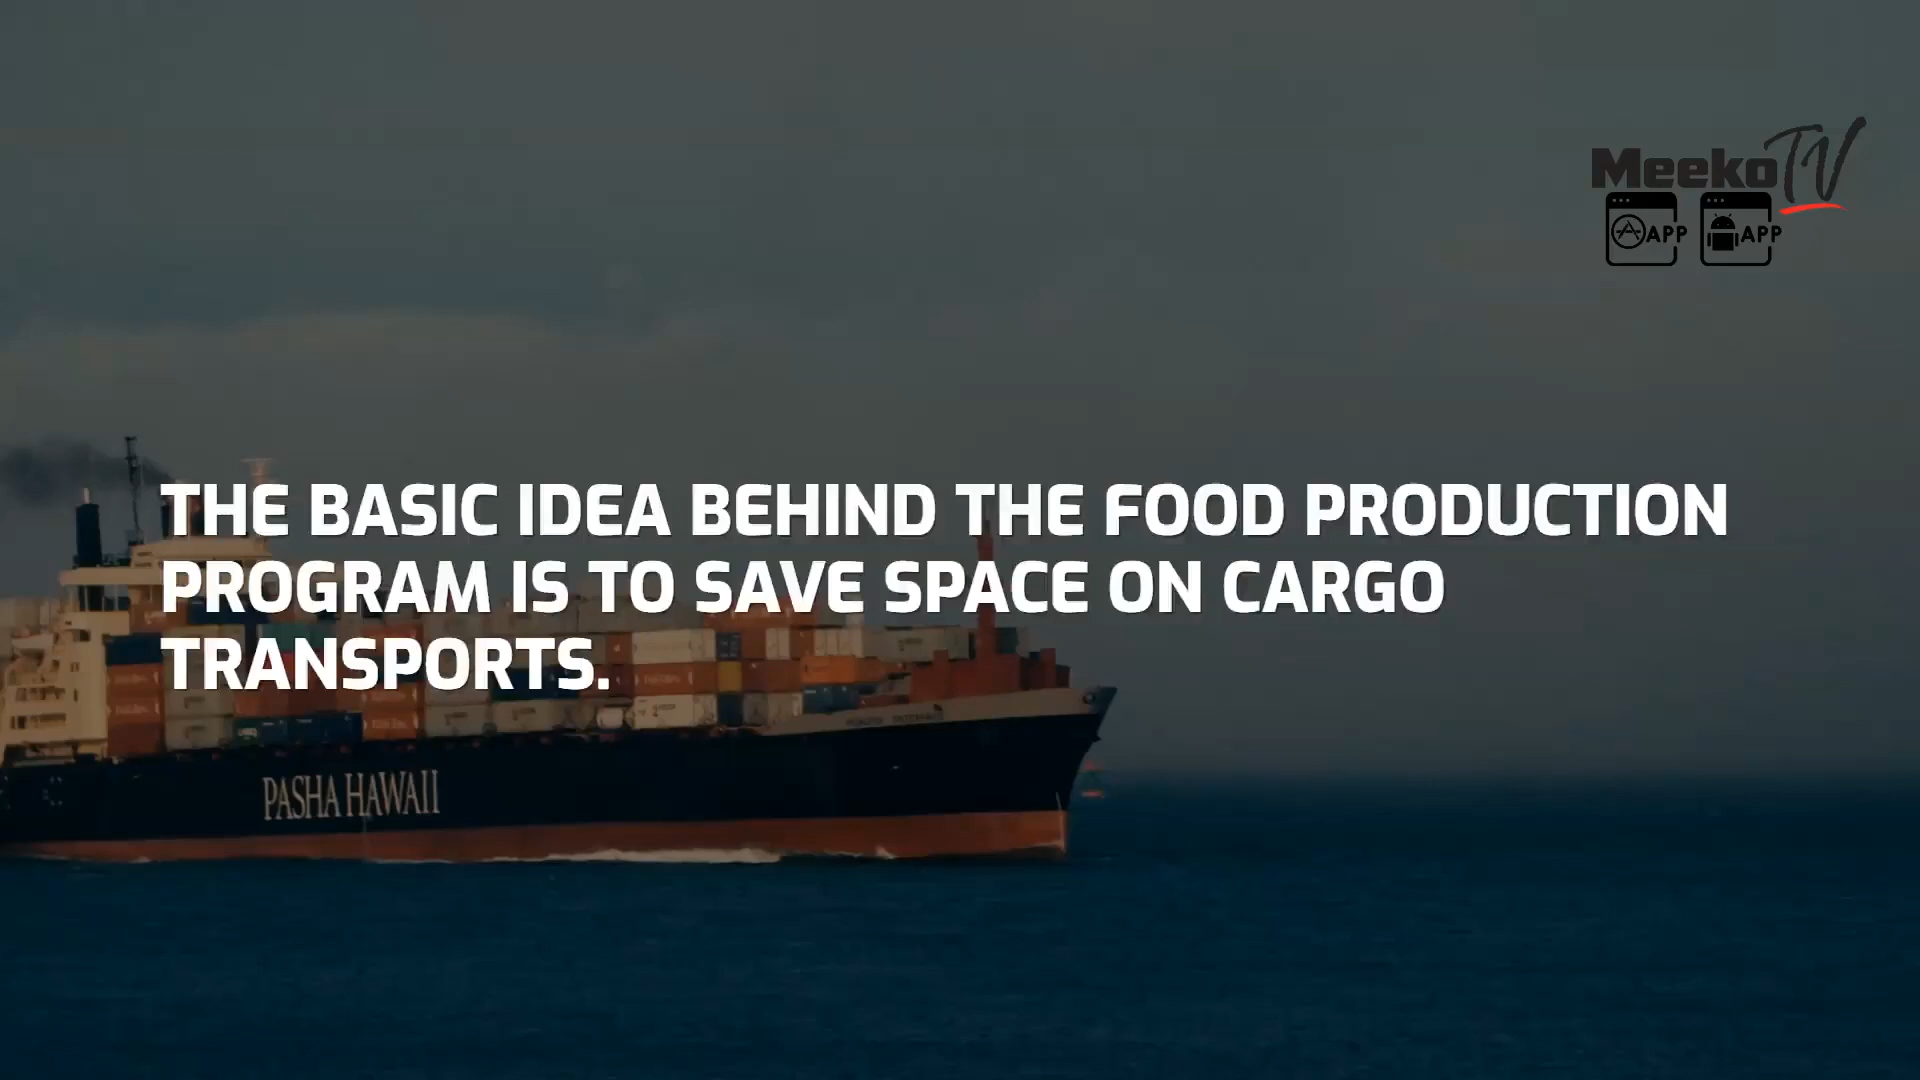 MeekoTV
APP APP
THE BASIC IDEA BEHIND THE FOOD PRODUCTION
PROGRAM IS TO SAVE SPACE ON CARGO
TRANSPORTS.
PASHA HAWAII